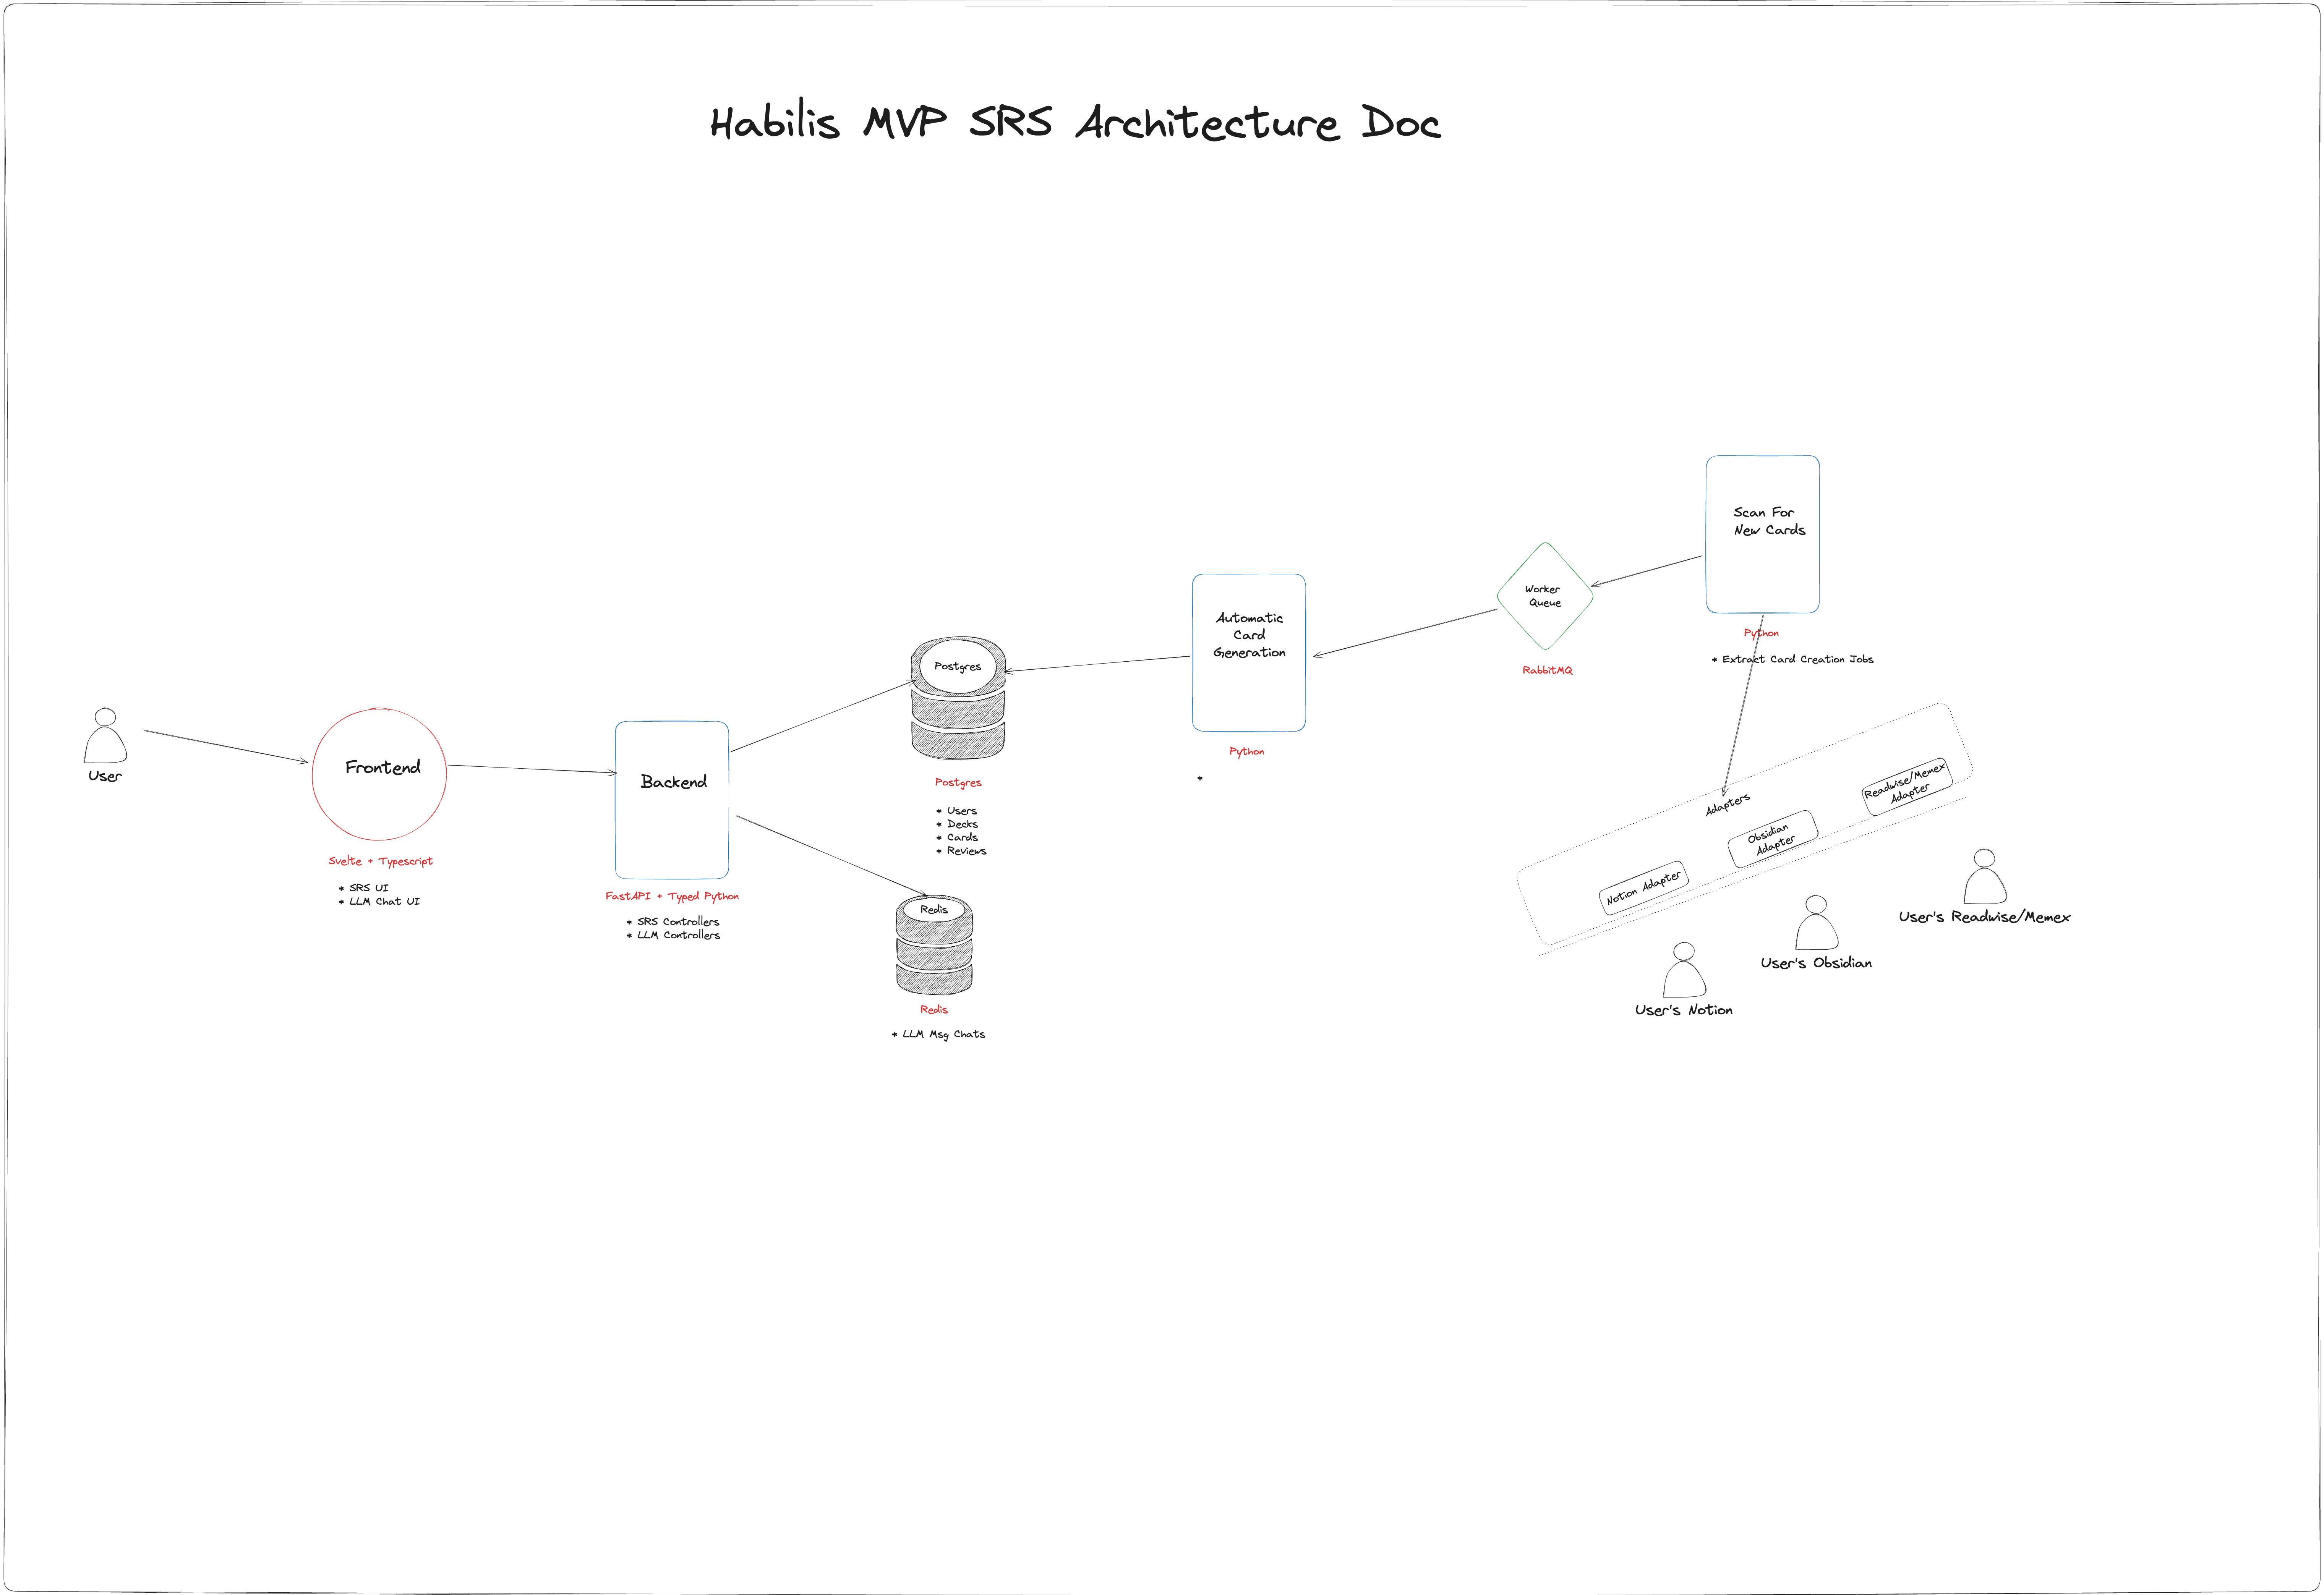 Habilis MVP SRS Architecture Doc
User
Frontend
Svelte + Typescript
* SRS UI
* LLM Chat UI
Backend
FastAPI + Typed Python
* SRS Controllers
* LLM Controllers
Postgres
Postgres
* Users
* Decks
* Cards
* Reviews
Redis
Redis
* LLM Msg Chats
Automatic
Card
Generation
Python
*
Worker
Queue
RabbitMQ
Scan For
New Cards
Python
* Extract Card Creation Jobs
Adapters
Notion Adapter
Obsidian
Adapter
Readwise/Memex
Adapter
User's Notion
User's Obsidian
User's Readwise/Memex